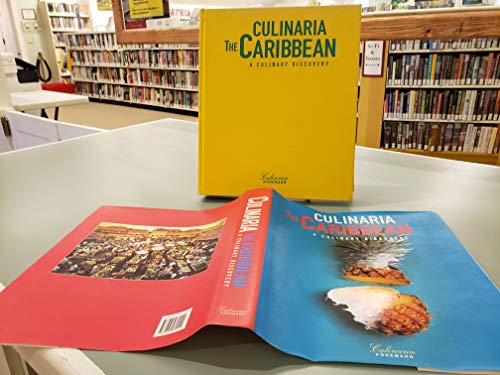 CULINARIA
THE CARIBBEAN
A CULINARY DISCOVERY
Culinaria
KÖNEMANN
CULINARIA
THE CARIBBEAN
A CULINARY DISCOVERY
Culinaria
CULINARIA
THE CARIBBEAN
A CULINARY DISCOVERY
Culinaria
KÖNEMANN